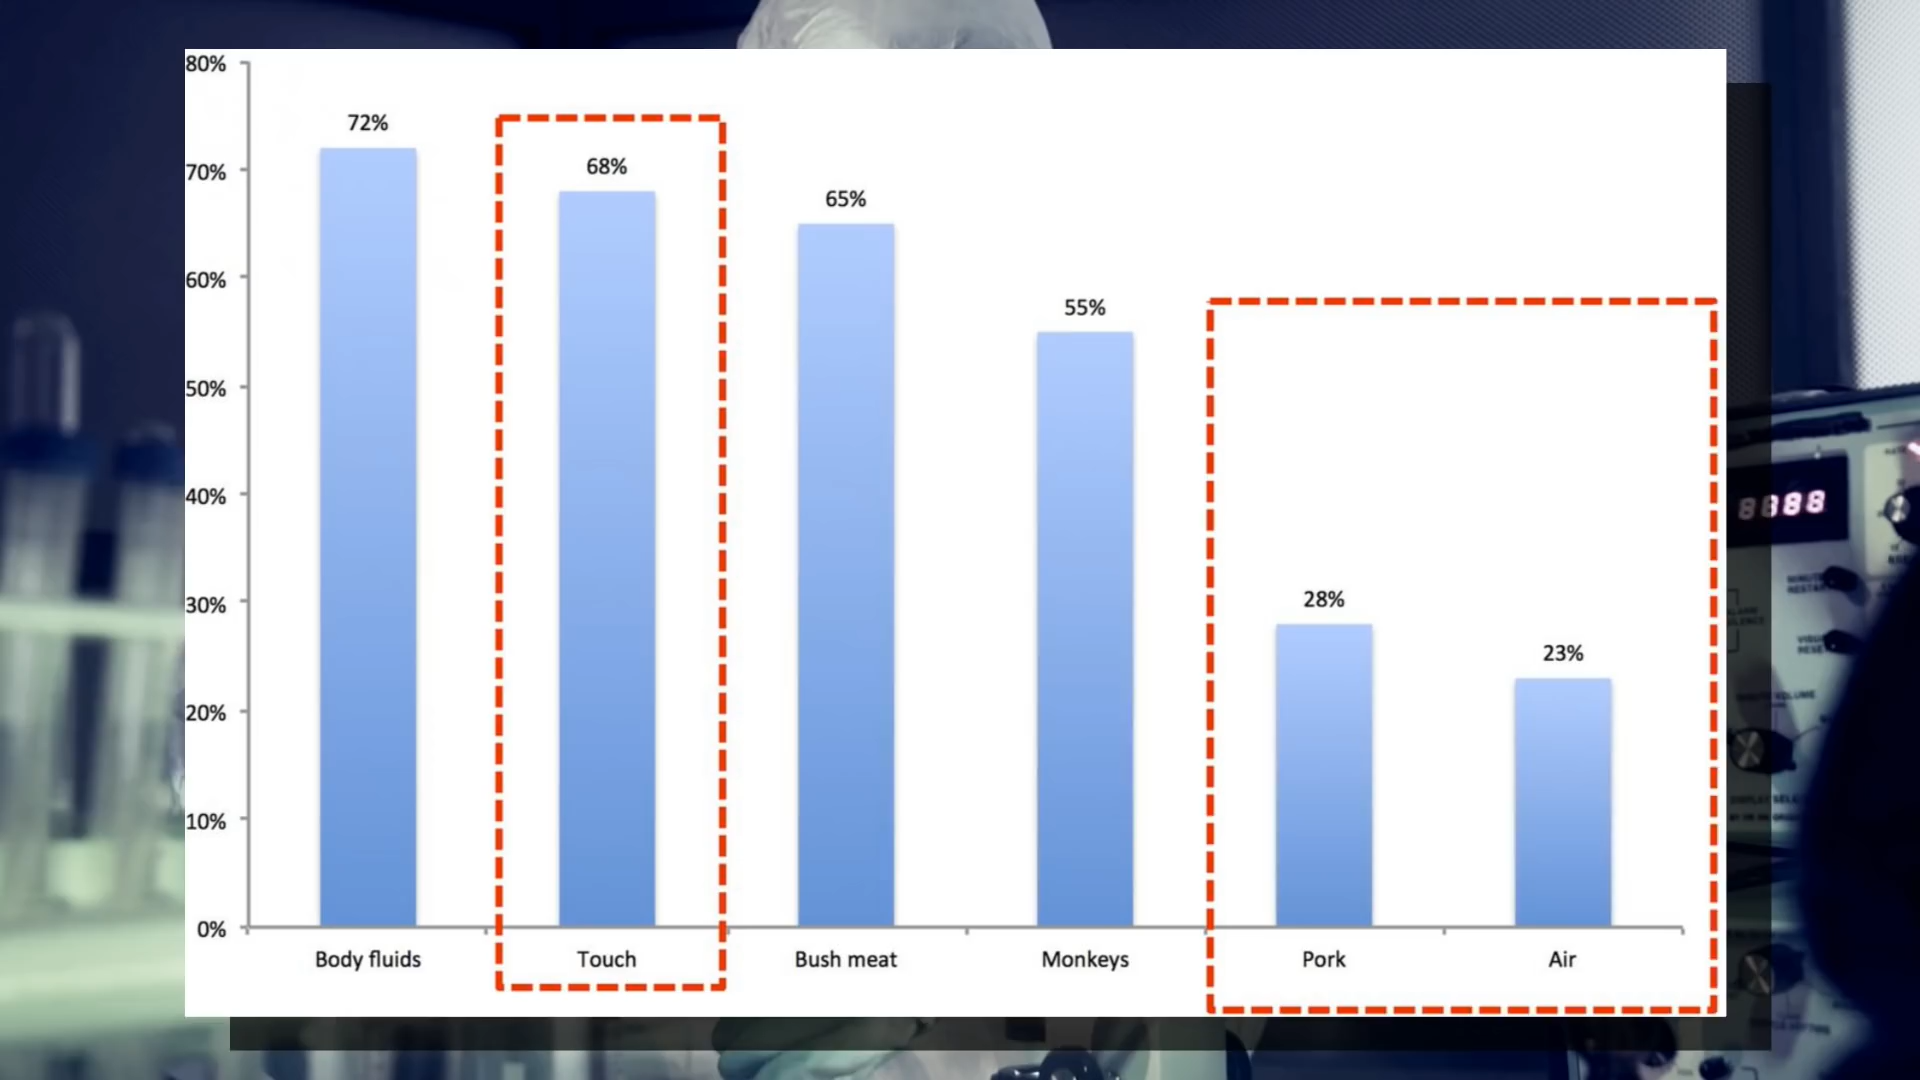 80%
72%
68%
70%
65%
60%
55%
50%
40%
30%
28%
23%
20%
10%
0%
Body fluids
Touch
Bush meat
Monkeys
Pork
Air
8888